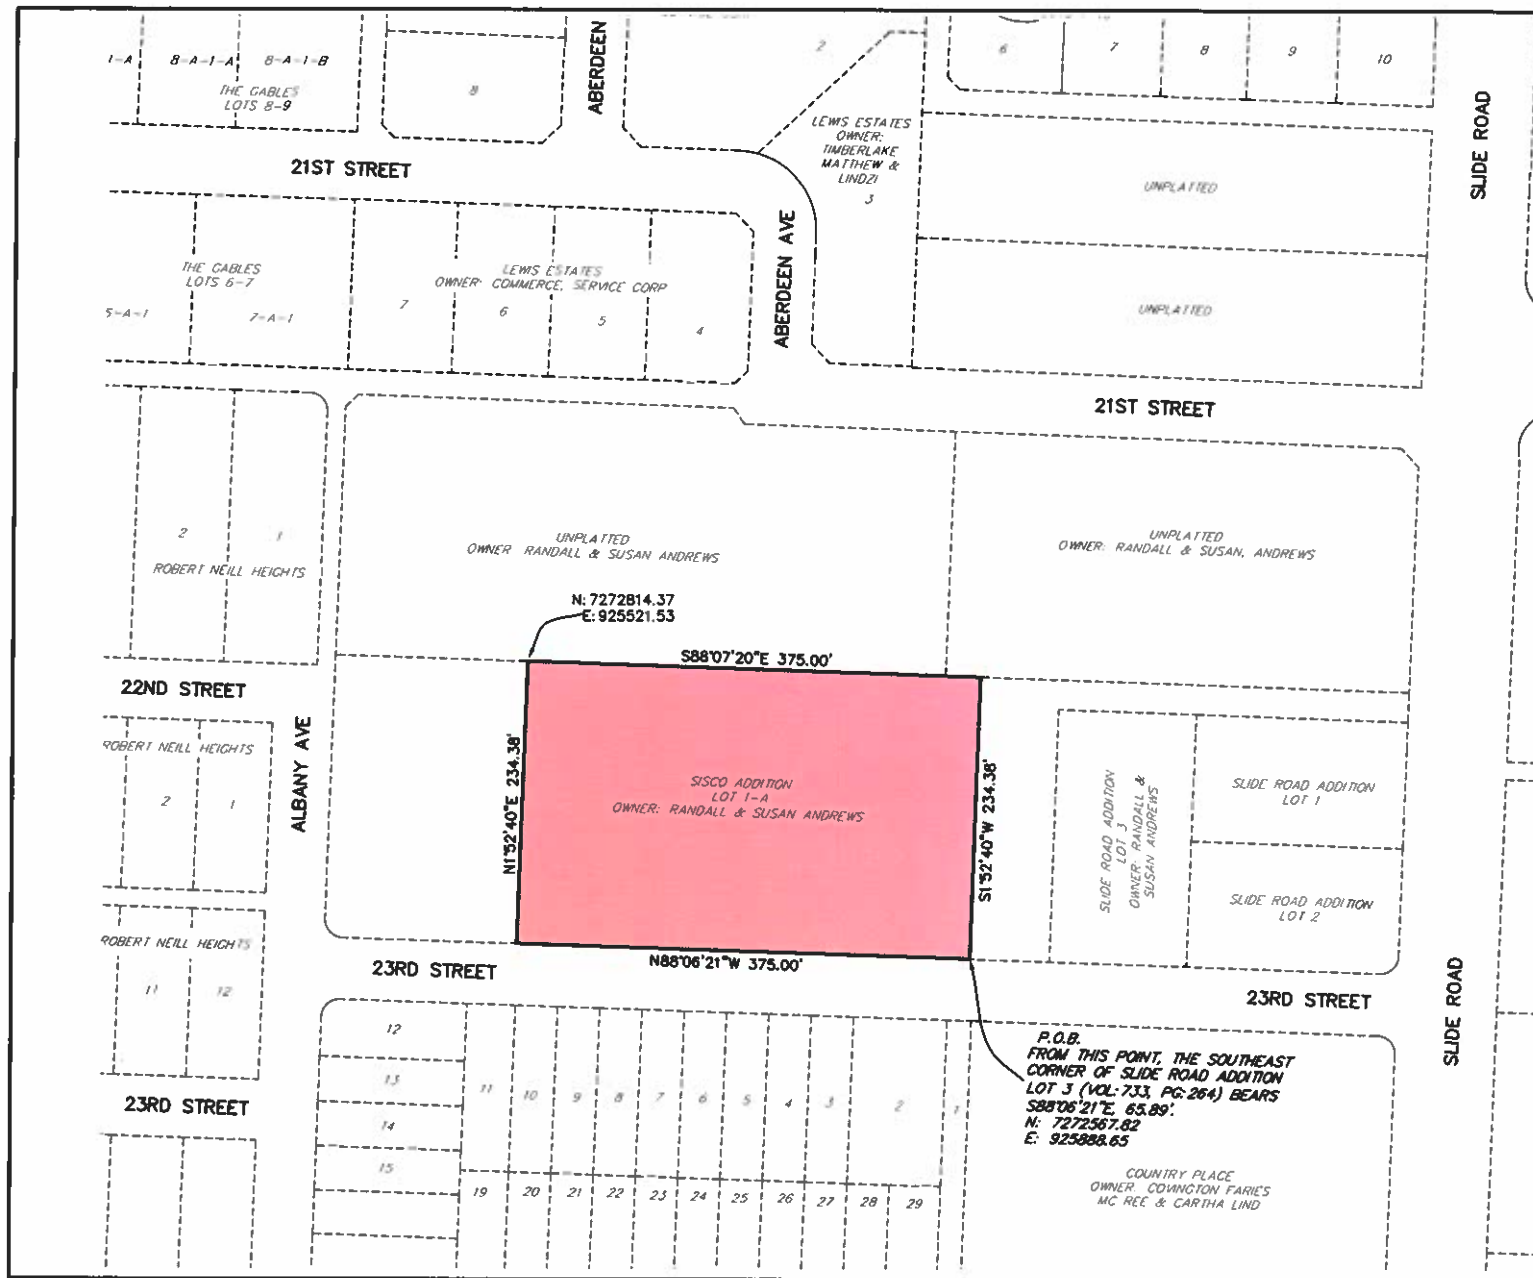 ABERDEEN
1-A
8-A-1-A
8-A-1-B
THE GABLES
LOTS 8-9
8
2
6
7
8
9
10
SLIDE ROAD
LEWIS ESTATES
OWNER:
TIMBERLAKE
MATTHEW &
LINDZI
3
21ST STREET
UNPLATTED
ABERDEEN AVE
THE GABLES
LOTS 6-7
5-A-1
7-A-1
LEWIS ESTATES
OWNER: COMMERCE, SERVICE CORP
7
6
5
4
UNPLATTED
21ST STREET
2
1
ROBERT NEILL HEIGHTS
UNPLATTED
OWNER RANDALL & SUSAN ANDREWS
UNPLATTED
OWNER: RANDALL & SUSAN, ANDREWS
N: 7272814.37
E: 925521.53
S88°07'20"E 375.00'
22ND STREET
ALBANY AVE
ROBERT NEILL HEIGHTS
2
1
N1°52'40"E 234.38'
SISCO ADDITION
LOT 1-A
OWNER: RANDALL & SUSAN ANDREWS
S1°52'40"W 234.38'
SLIDE ROAD ADDITION
LOT 3
OWNER: RANDALL &
SUSAN ANDREWS
SLIDE ROAD ADDITION
LOT 1
SLIDE ROAD ADDITION
LOT 2
ROBERT NEILL HEIGHTS
11
12
23RD STREET
N88°06'21"W 375.00'
23RD STREET
SLIDE ROAD
P.O.B.
FROM THIS POINT, THE SOUTHEAST
CORNER OF SLIDE ROAD ADDITION
LOT 3 (VOL: 733, PG: 264) BEARS
S88°06'21"E, 65.89'.
N: 7272567.82
E: 925888.65
12
13
14
15
11
10
9
8
7
6
5
4
3
2
1
23RD STREET
19
20
21
22
23
24
25
26
27
28
29
COUNTRY PLACE
OWNER: COVINGTON FARIES
MC REE & CARTHA LIND